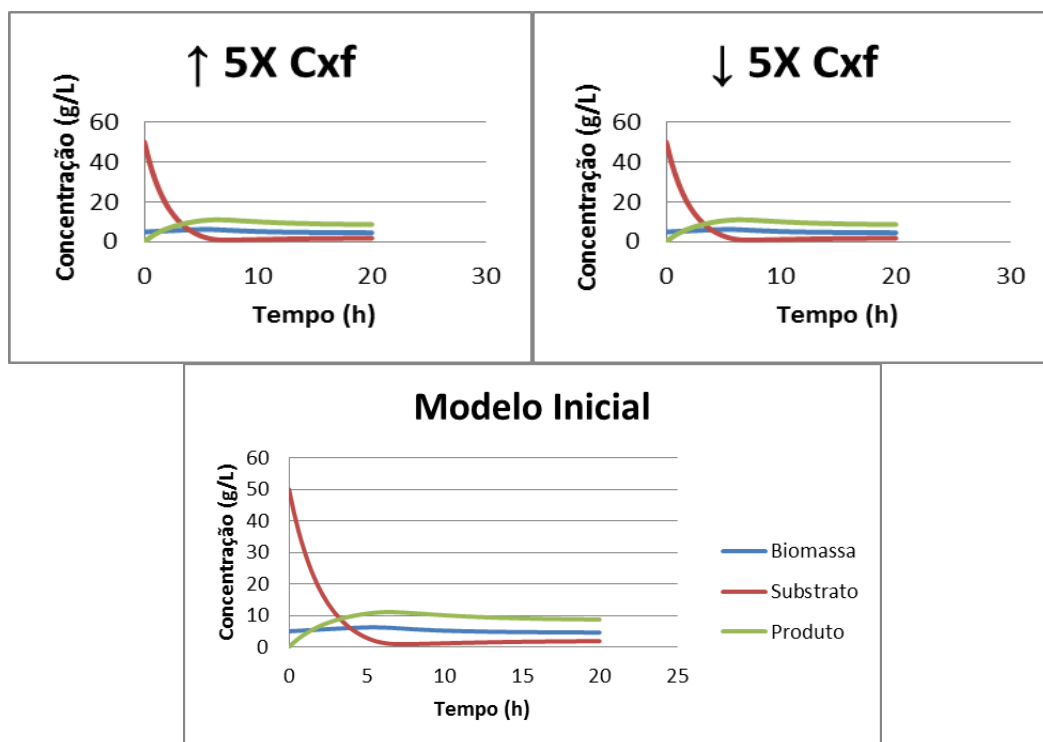 ↑ 5X Cxf
Concentração (g/L)
60
40
20
0
0 10 20 30
Tempo (h)
↓ 5X Cxf
Concentração (g/L)
60
40
20
0
0 10 20 30
Tempo (h)
Modelo Inicial
Concentração (g/L)
60
50
40
30
20
10
0
0 5 10 15 20 25
Tempo (h)
Biomassa
Substrato
Produto